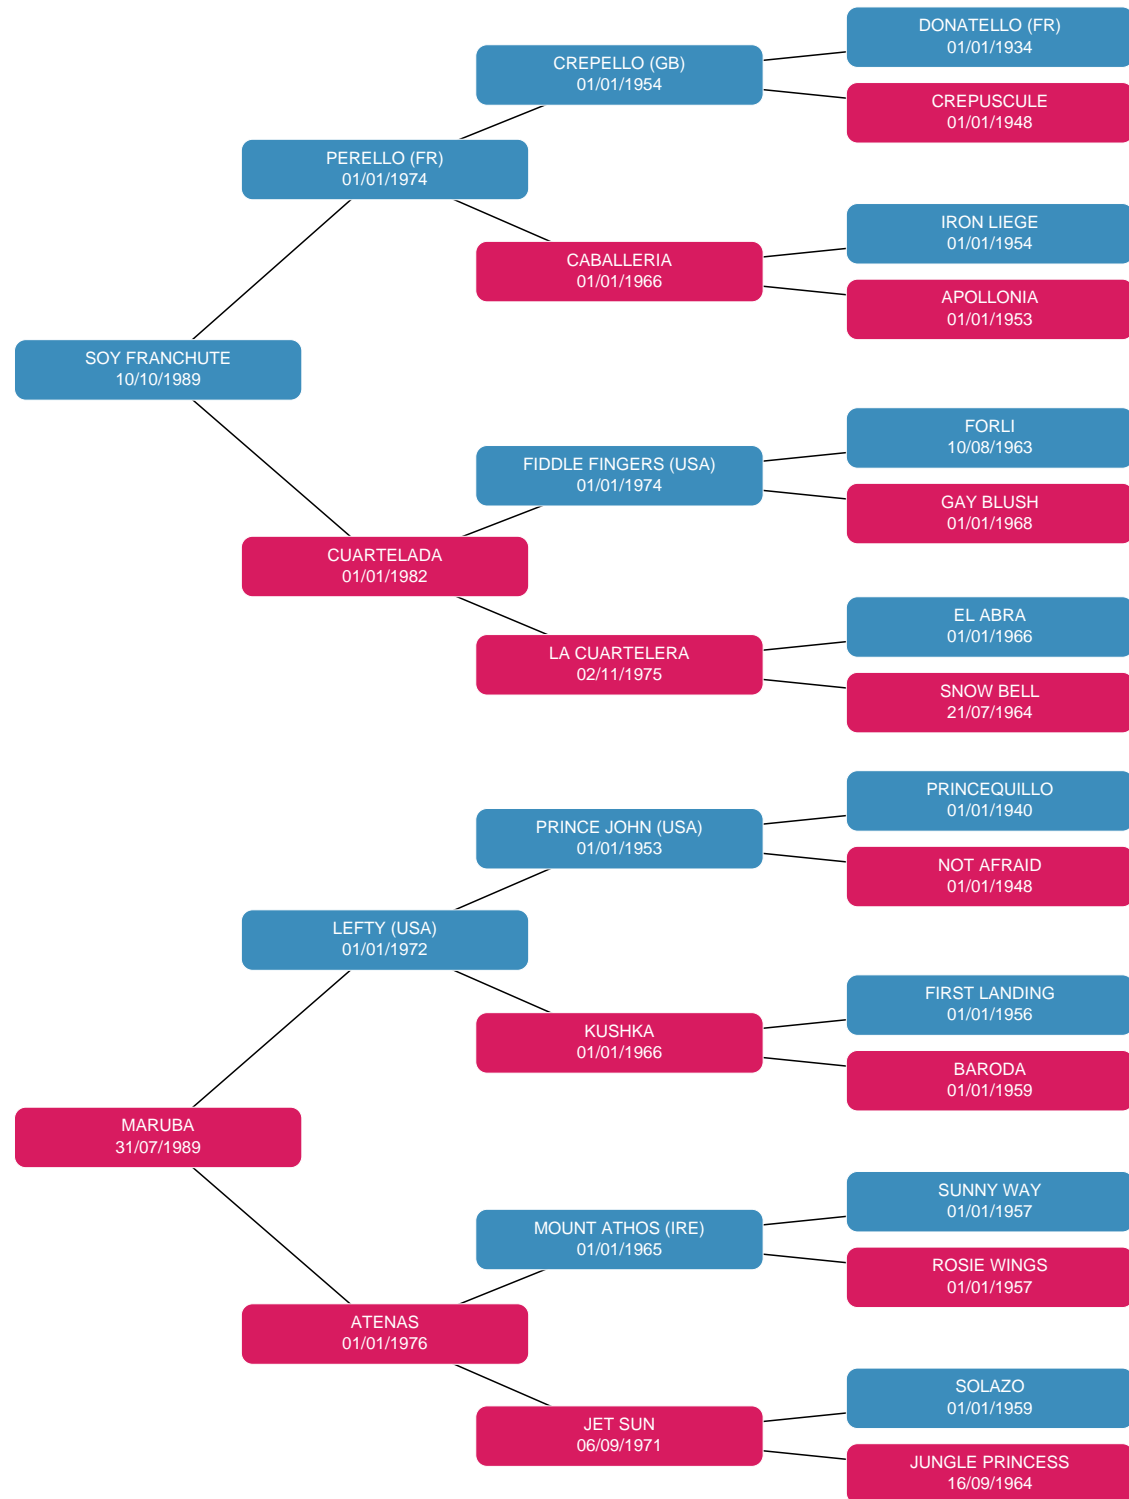 DONATELLO (FR)
01/01/1934
CREPELLO (GB)
01/01/1954
CREPUSCULE
01/01/1948
PERELLO (FR)
01/01/1974
IRON LIEGE
01/01/1954
CABALLERIA
01/01/1966
APOLLONIA
01/01/1953
SOY FRANCHUTE
10/10/1989
FORLI
10/08/1963
FIDDLE FINGERS (USA)
01/01/1974
GAY BLUSH
01/01/1968
CUARTELADA
01/01/1982
EL ABRA
01/01/1966
LA CUARTELERA
02/11/1975
SNOW BELL
21/07/1964
PRINCEQUILLO
01/01/1940
PRINCE JOHN (USA)
01/01/1953
NOT AFRAID
01/01/1948
LEFTY (USA)
01/01/1972
FIRST LANDING
01/01/1956
KUSHKA
01/01/1966
BARODA
01/01/1959
MARUBA
31/07/1989
SUNNY WAY
01/01/1957
MOUNT ATHOS (IRE)
01/01/1965
ROSIE WINGS
01/01/1957
ATENAS
01/01/1976
SOLAZO
01/01/1959
JET SUN
06/09/1971
JUNGLE PRINCESS
16/09/1964